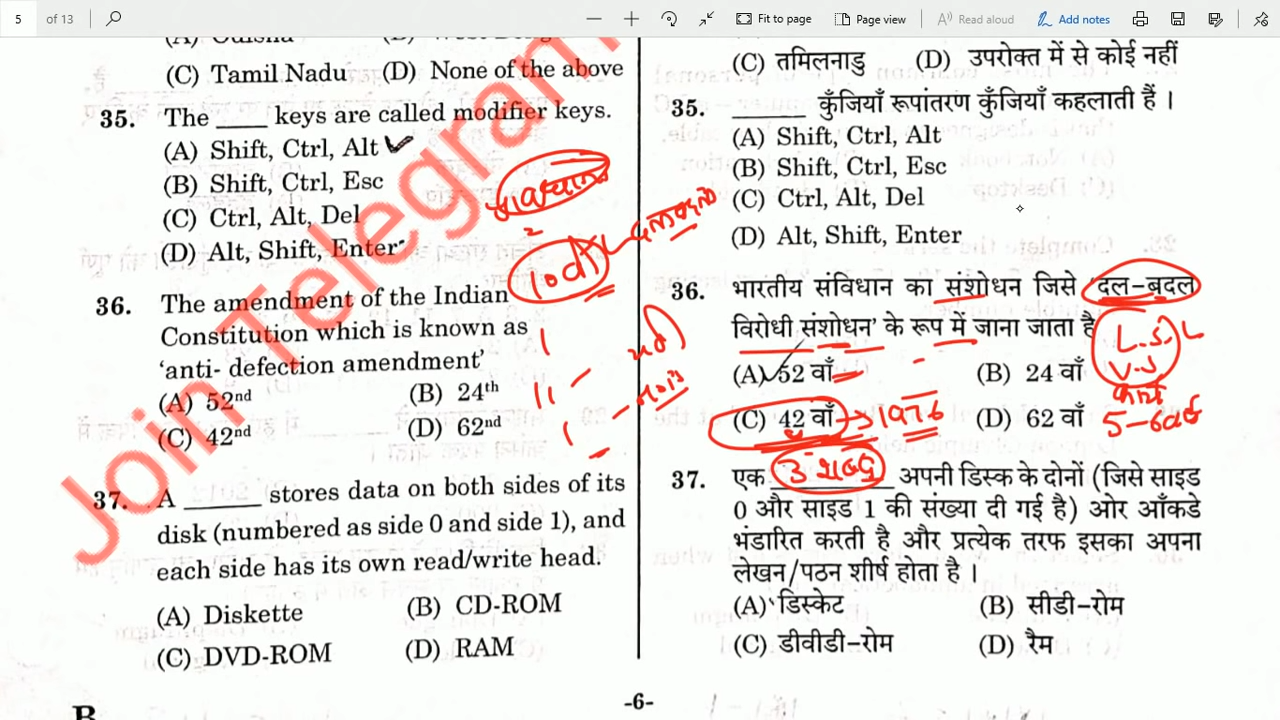 5 of 13
Fit to page
Page view
Read aloud
Add notes
(C) Tamil Nadu (D) None of the above
35. The ____ keys are called modifier keys.
(A) Shift, Ctrl, Alt
(B) Shift, Ctrl, Esc
(C) Ctrl, Alt, Del
(D) Alt, Shift, Enter
36. The amendment of the Indian
Constitution which is known as
‘anti- defection amendment’
(A) 52nd (B) 24th
(C) 42nd (D) 62nd
37. A ______ stores data on both sides of its
disk (numbered as side 0 and side 1), and
each side has its own read/write head.
(A) Diskette (B) CD-ROM
(C) DVD-ROM (D) RAM
B
Join Telegram
(C) तमिलनाडु (D) उपरोक्त में से कोई नहीं
35. ______ कुँजियाँ रूपांतरण कुँजियाँ कहलाती हैं ।
(A) Shift, Ctrl, Alt
(B) Shift, Ctrl, Esc
(C) Ctrl, Alt, Del
(D) Alt, Shift, Enter
36. भारतीय संविधान का संशोधन जिसे ‘दल-बदल
विरोधी संशोधन’ के रूप में जाना जाता है
(A) 52 वाँ (B) 24 वाँ
(C) 42 वाँ (D) 62 वाँ
1976
L.S.
V.S.
3 शब्द
37. एक ________ अपनी डिस्क के दोनों (जिसे साइड
0 और साइड 1 की संख्या दी गई है) ओर आँकडे
भंडारित करती है और प्रत्येक तरफ इसका अपना
लेखन/पठन शीर्ष होता है ।
(A) डिस्केट (B) सीडी-रोम
(C) डीवीडी-रोम (D) रैम
-6-